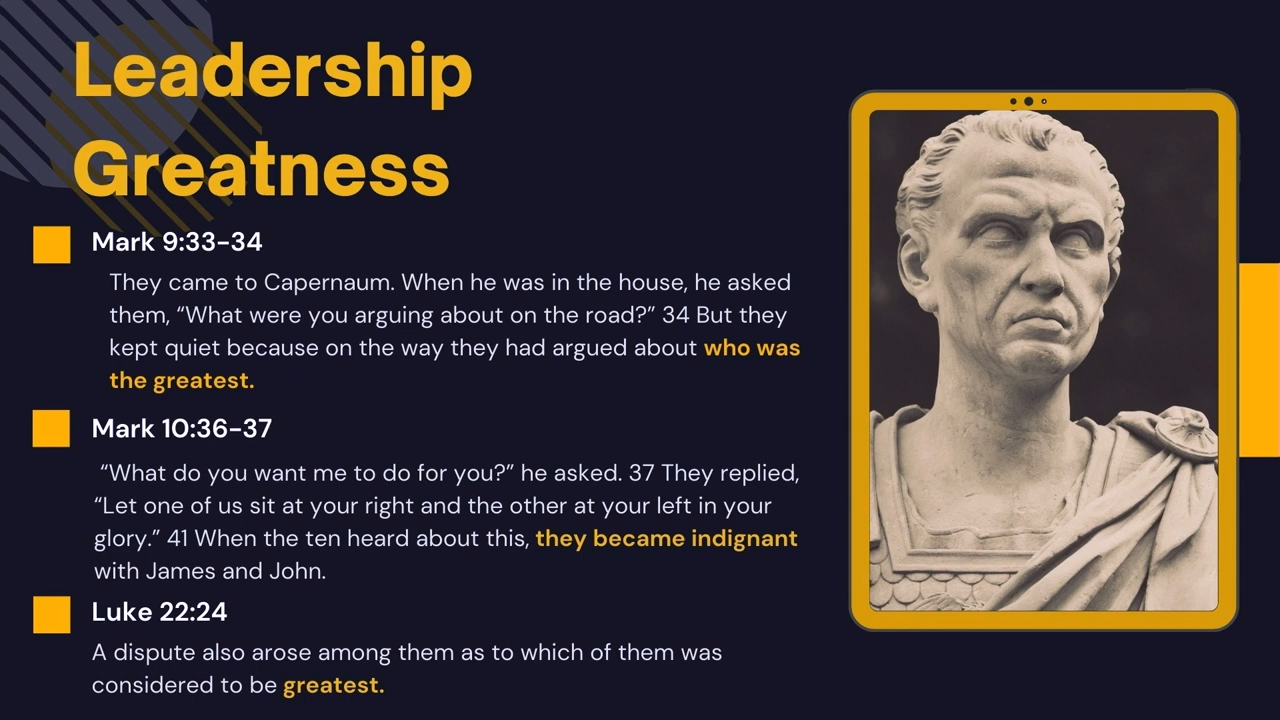 Leadership
Greatness
Mark 9:33-34
They came to Capernaum. When he was in the house, he asked
them, “What were you arguing about on the road?” 34 But they
kept quiet because on the way they had argued about who was
the greatest.
Mark 10:36-37
“What do you want me to do for you?” he asked. 37 They replied,
“Let one of us sit at your right and the other at your left in your
glory.” 41 When the ten heard about this, they became indignant
with James and John.
Luke 22:24
A dispute also arose among them as to which of them was
considered to be greatest.